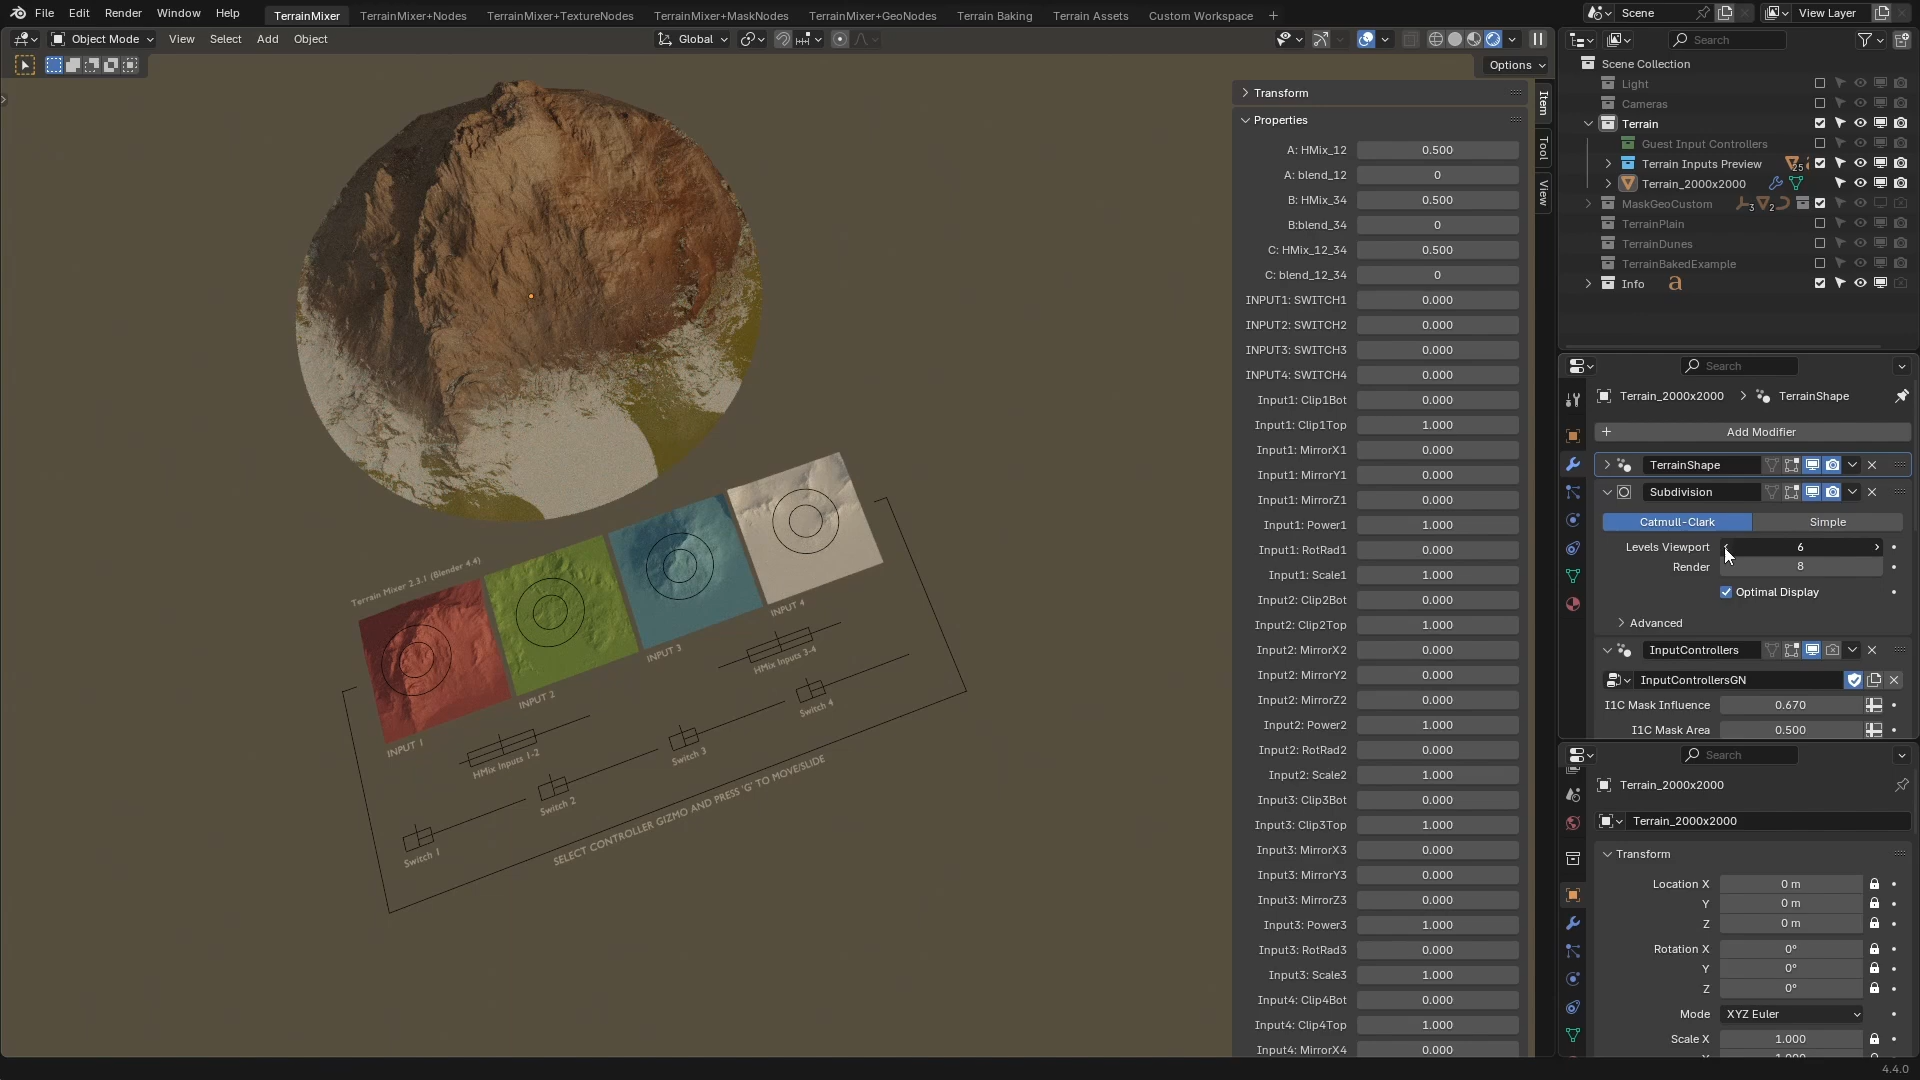 File Edit Render Window Help TerrainMixer TerrainMixer+Nodes TerrainMixer+TextureNodes TerrainMixer+MaskNodes TerrainMixer+GeoNodes Terrain Baking Terrain Assets Custom Workspace + Scene View Layer
Object Mode View Select Add Object Global Search
Options
Scene Collection
Light
Cameras
Terrain
Guest Input Controllers
Terrain Inputs Preview 25
Terrain_2000x2000
MaskGeoCustom 3 2
TerrainPlain
TerrainDunes
TerrainBakedExample
Info a
Item
Tool
View
Transform
Properties
A: HMix_12 0.500
A: blend_12 0
B: HMix_34 0.500
B:blend_34 0
C: HMix_12_34 0.500
C: blend_12_34 0
INPUT1: SWITCH1 0.000
INPUT2: SWITCH2 0.000
INPUT3: SWITCH3 0.000
INPUT4: SWITCH4 0.000
Input1: Clip1Bot 0.000
Input1: Clip1Top 1.000
Input1: MirrorX1 0.000
Input1: MirrorY1 0.000
Input1: MirrorZ1 0.000
Input1: Power1 1.000
Input1: RotRad1 0.000
Input1: Scale1 1.000
Input2: Clip2Bot 0.000
Input2: Clip2Top 1.000
Input2: MirrorX2 0.000
Input2: MirrorY2 0.000
Input2: MirrorZ2 0.000
Input2: Power2 1.000
Input2: RotRad2 0.000
Input2: Scale2 1.000
Input3: Clip3Bot 0.000
Input3: Clip3Top 1.000
Input3: MirrorX3 0.000
Input3: MirrorY3 0.000
Input3: MirrorZ3 0.000
Input3: Power3 1.000
Input3: RotRad3 0.000
Input3: Scale3 1.000
Input4: Clip4Bot 0.000
Input4: Clip4Top 1.000
Input4: MirrorX4 0.000
Terrain Mixer 2.3.1 (Blender 4.4)
INPUT 1
INPUT 2
INPUT 3
INPUT 4
HMix Inputs 1-2
HMix Inputs 3-4
Switch 1
Switch 2
Switch 3
Switch 4
SELECT CONTROLLER GIZMO AND PRESS 'G' TO MOVE/SLIDE
Search
Terrain_2000x2000 TerrainShape
+ Add Modifier
TerrainShape
Subdivision
Catmull-Clark Simple
Levels Viewport 6
Render 8
Optimal Display
Advanced
InputControllers
InputControllersGN
I1C Mask Influence 0.670
I1C Mask Area 0.500
Search
Terrain_2000x2000
Terrain_2000x2000
Transform
Location X 0 m
Y 0 m
Z 0 m
Rotation X 0°
Y 0°
Z 0°
Mode XYZ Euler
Scale X 1.000
4.4.0